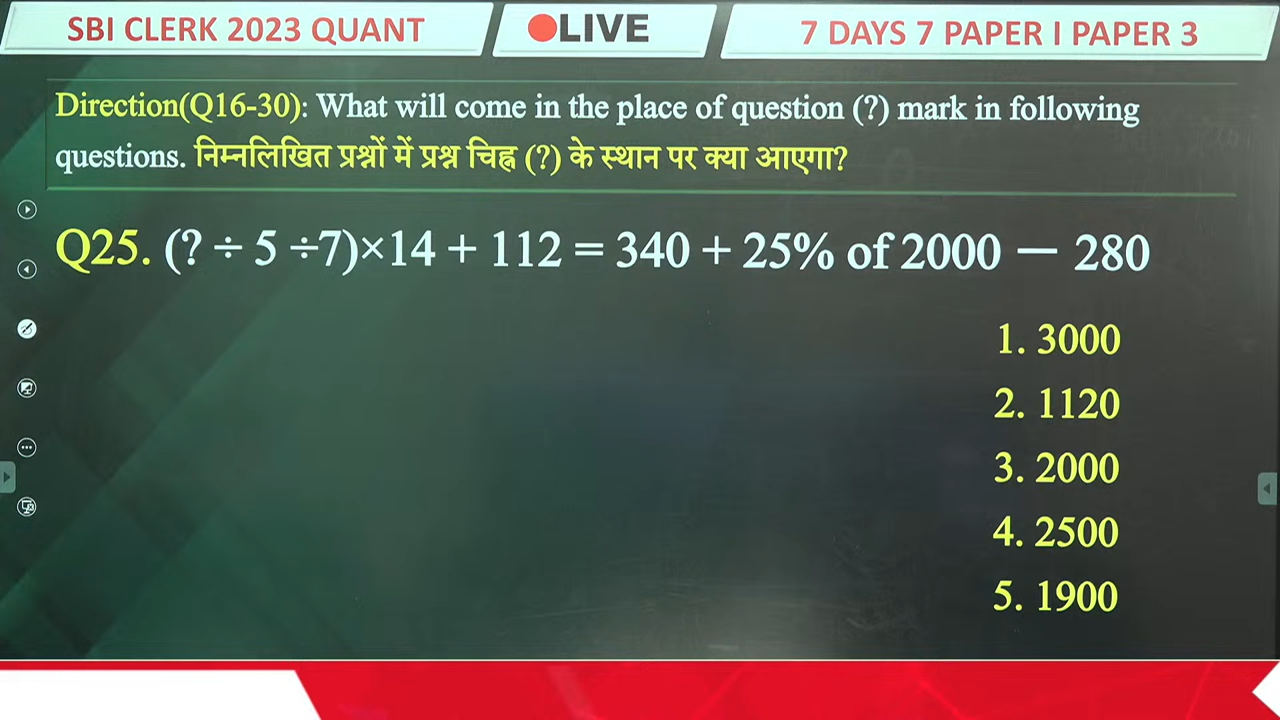 SBI CLERK 2023 QUANT
LIVE
7 DAYS 7 PAPER I PAPER 3
Direction(Q16-30): What will come in the place of question (?) mark in following
questions. निम्नलिखित प्रश्नों में प्रश्न चिह्न (?) के स्थान पर क्या आएगा?
Q25. (? ÷ 5 ÷7)×14 + 112 = 340 + 25% of 2000 — 280
1. 3000
2. 1120
3. 2000
4. 2500
5. 1900